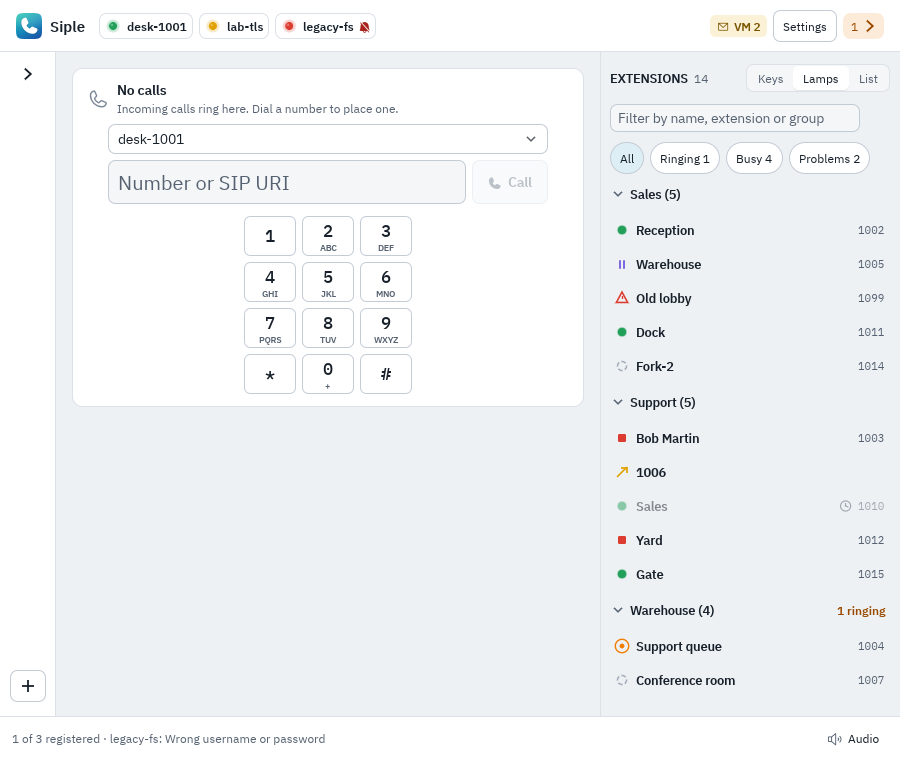 Siple
desk-1001
lab-tls
legacy-fs
VM 2
Settings
1
No calls
Incoming calls ring here. Dial a number to place one.
desk-1001
Number or SIP URI
Call
1
2
ABC
3
DEF
4
GHI
5
JKL
6
MNO
7
PQRS
8
TUV
9
WXYZ
*
0
+
#
EXTENSIONS 14
Keys
Lamps
List
Filter by name, extension or group
All
Ringing 1
Busy 4
Problems 2
Sales (5)
Reception 1002
Warehouse 1005
Old lobby 1099
Dock 1011
Fork-2 1014
Support (5)
Bob Martin 1003
1006
Sales 1010
Yard 1012
Gate 1015
Warehouse (4) 1 ringing
Support queue 1004
Conference room 1007
+
1 of 3 registered · legacy-fs: Wrong username or password
Audio